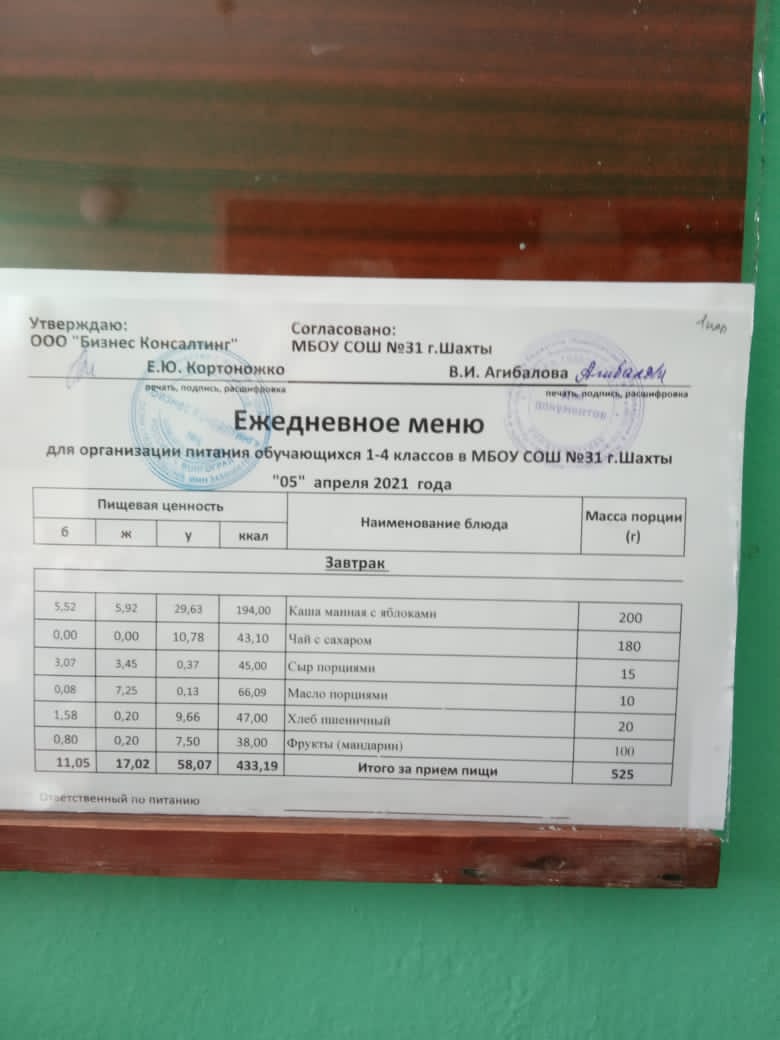 1 нед
Утверждаю: Согласовано:
ООО "Бизнес Консалтинг" МБОУ СОШ №31 г.Шахты
Е.Ю. Кортоножко В.И. Агибалова
печать, подпись, расшифровка печать, подпись, расшифровка
Ежедневное меню
для организации питания обучающихся 1-4 классов в МБОУ СОШ №31 г.Шахты
"05" апреля 2021 года
Пищевая ценность Наименование блюда Масса порции (г)
б ж у ккал
Завтрак
5,52 5,92 29,63 194,00 Каша манная с яблоками 200
0,00 0,00 10,78 43,10 Чай с сахаром 180
3,07 3,45 0,37 45,00 Сыр порциями 15
0,08 7,25 0,13 66,09 Масло порциями 10
1,58 0,20 9,66 47,00 Хлеб пшеничный 20
0,80 0,20 7,50 38,00 Фрукты (мандарин) 100
11,05 17,02 58,07 433,19 Итого за прием пищи 525
Ответственный по питанию